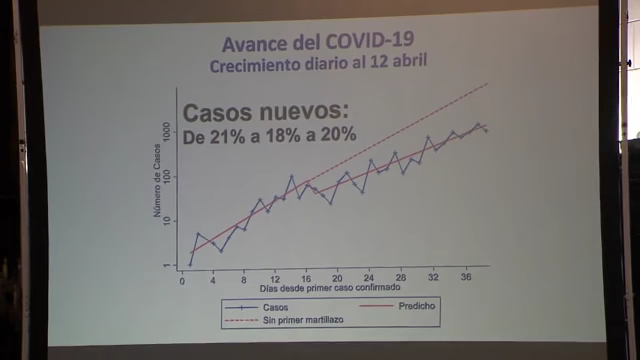 Avance del COVID-19
Crecimiento diario al 12 abril
Casos nuevos:
De 21% a 18% a 20%
Número de Casos
1000
100
10
1
0 4 8 12 16 20 24 28 32 36
Días desde primer caso confirmado
Casos
Predicho
Sin primer martillazo